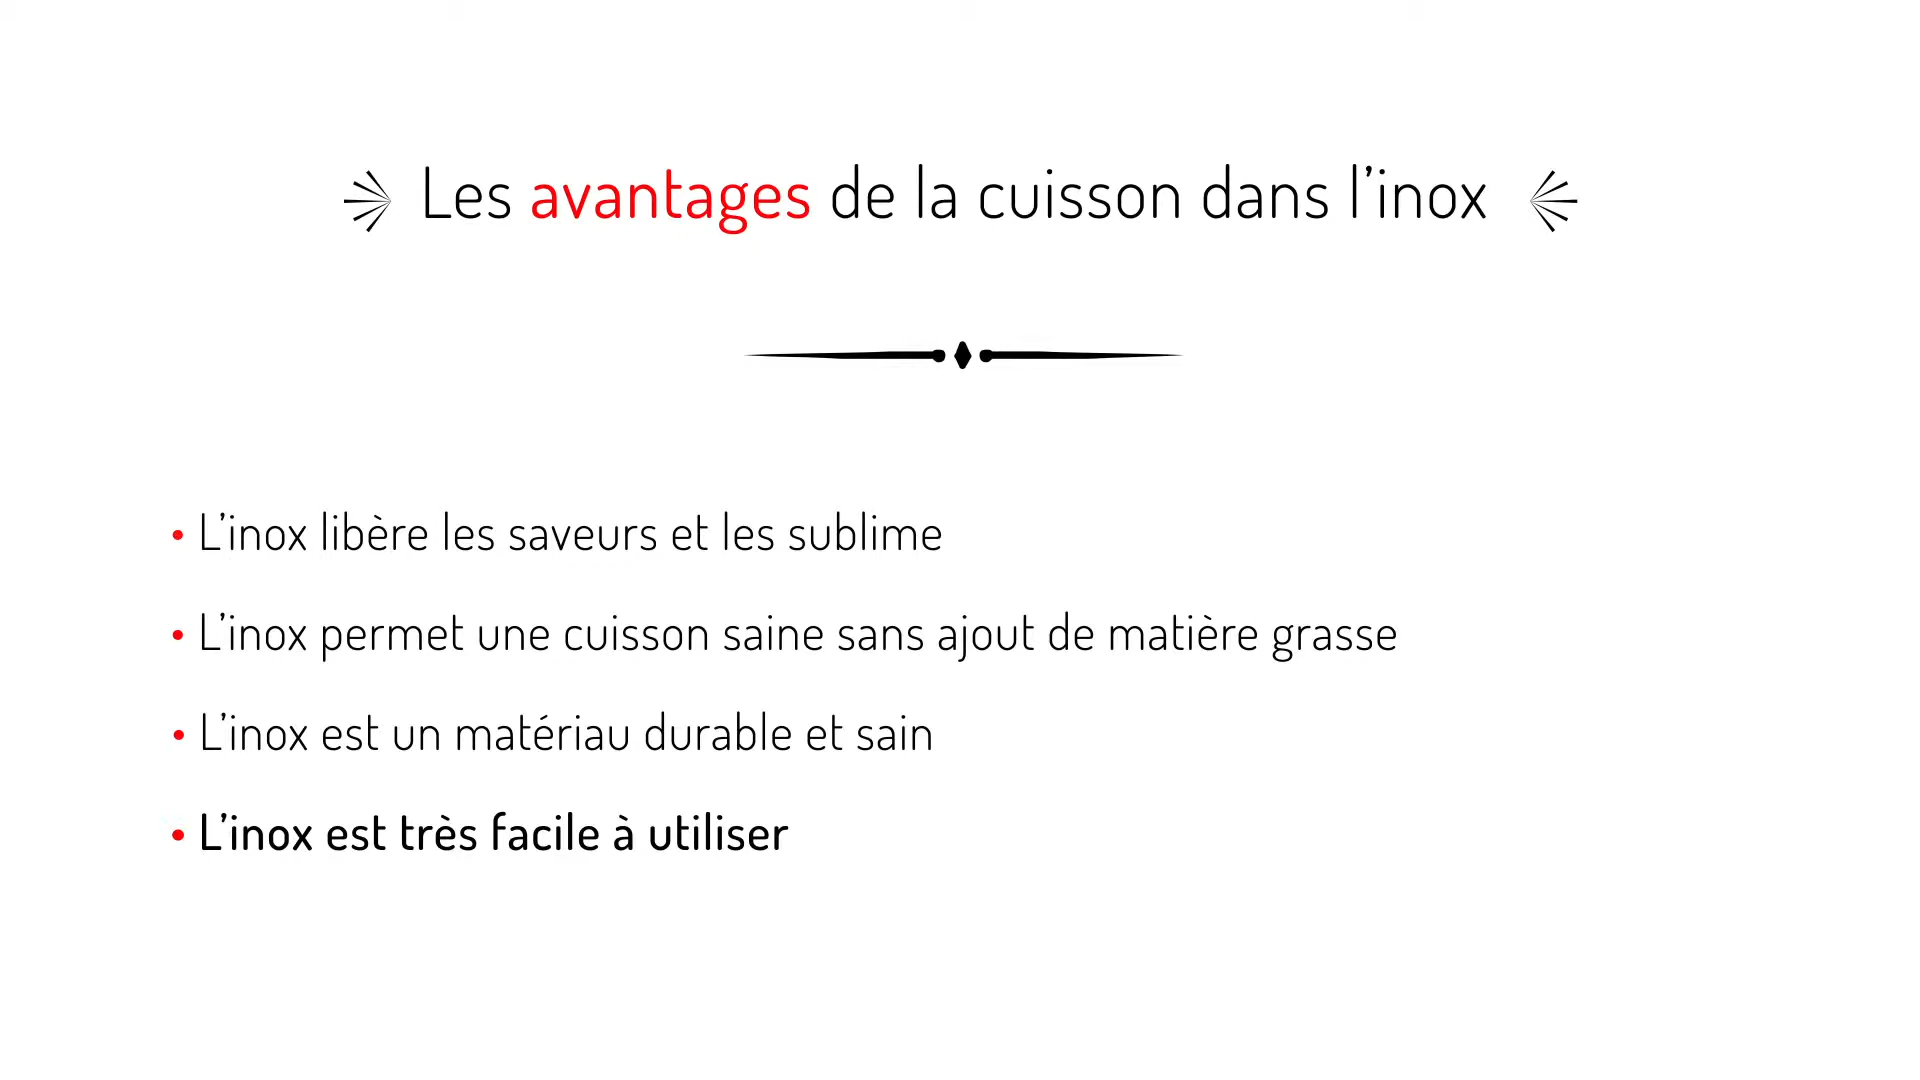 Les avantages de la cuisson dans l’inox
• L’inox libère les saveurs et les sublime
• L’inox permet une cuisson saine sans ajout de matière grasse
• L’inox est un matériau durable et sain
• L’inox est très facile à utiliser